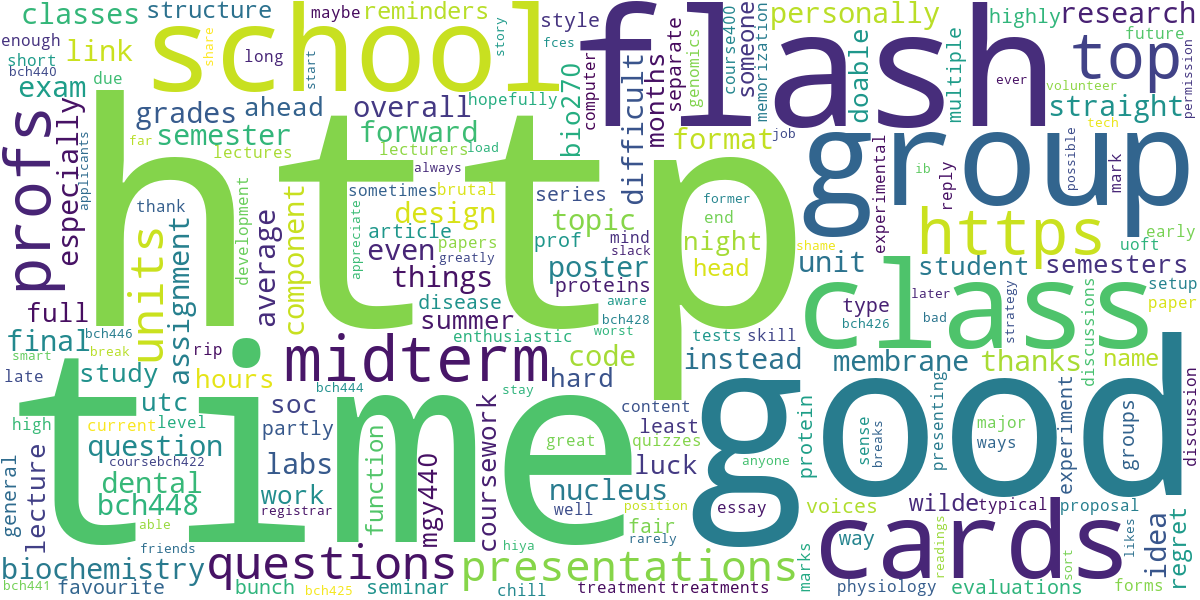 classes
structure
maybe
reminders
style
someone
memorization
personally
highly
research
enough
link
school
share
long
start
story
fces
flash
course400
future
top
permission
short
bch440
due
exam
grades
ahead
overall
hopefully
bio270
computer
difficult
months
separate
genomics
doable
multiple
ever
volunteer
straight
tech
profs
especially
applicants
far
semester
lectures
http
forward
lecturers
load
always
format
job
group
experimental
ib
reply
possible
mark
thank
development
sometimes
brutal
series
former
end
https
early
uoft
units
assignment
average
component
appreciate
design
article
papers
greatly
even
things
topic
prof
mind
slack
night
head
aware
shame
unit
student
semesters
setup
paper
full
disease
summer
poster
proteins
bch428
worst
enthusiastic
type
bch426
later
bad
class
strategy
discussions
final
bch446
break
rip
smart
late
study
hours
midterm
bch444
code
hard
stay
tests
skill
instead
membrane
thanks
name
time
high
utc
current
level
soc
partly
question
coursebch422
general
lecture
dental
bch448
able
labs
work
registrar
function
mgy440
coursework
great
content
least
quizzes
luck
nucleus
well
position
fair
rarely
good
anyone
major
ways
essay
protein
sense
breaks
presenting
experiment
groups
discussion
friends
hiya
voices
wilde
typical
proposal
biochemistry
questions
presentations
marks
way
cards
readings
sort
likes
idea
regret
bch441
favourite
bunch
bch425
seminar
chill
treatment
treatments
physiology
evaluations
forms